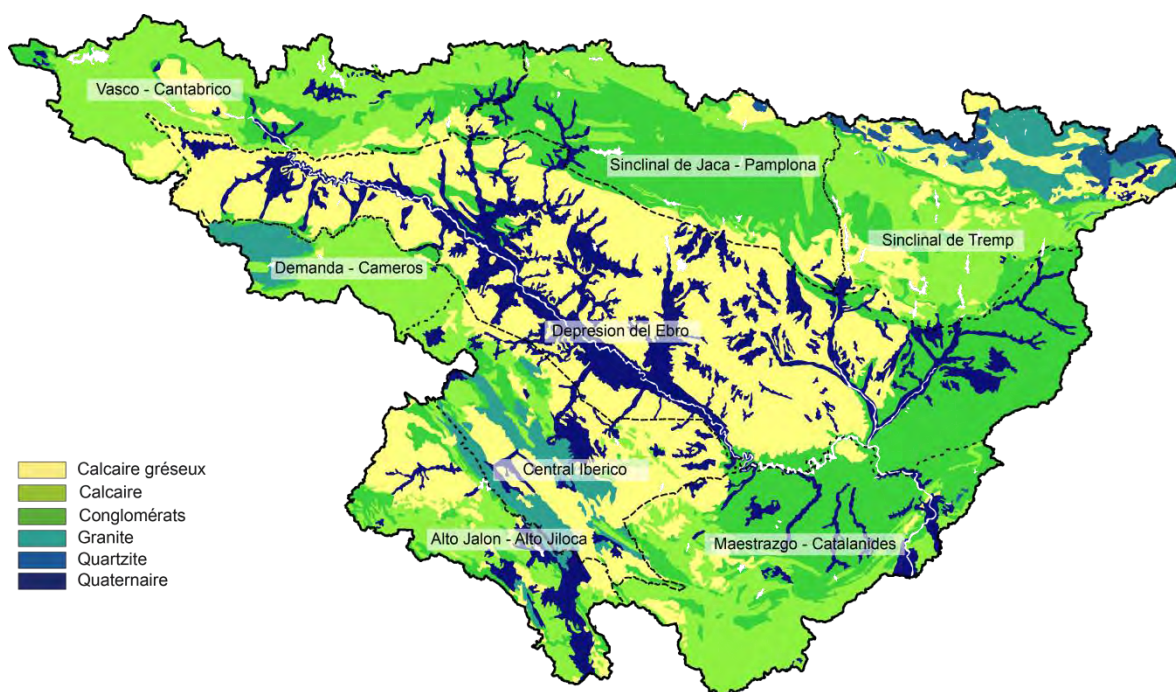 Vasco - Cantabrico
Sinclinal de Jaca - Pamplona
Sinclinal de Tremp
Demanda - Cameros
Depresion del Ebro
Central Iberico
Alto Jalon - Alto Jiloca
Maestrazgo - Catalanides
Calcaire gréseux
Calcaire
Conglomérats
Granite
Quartzite
Quaternaire